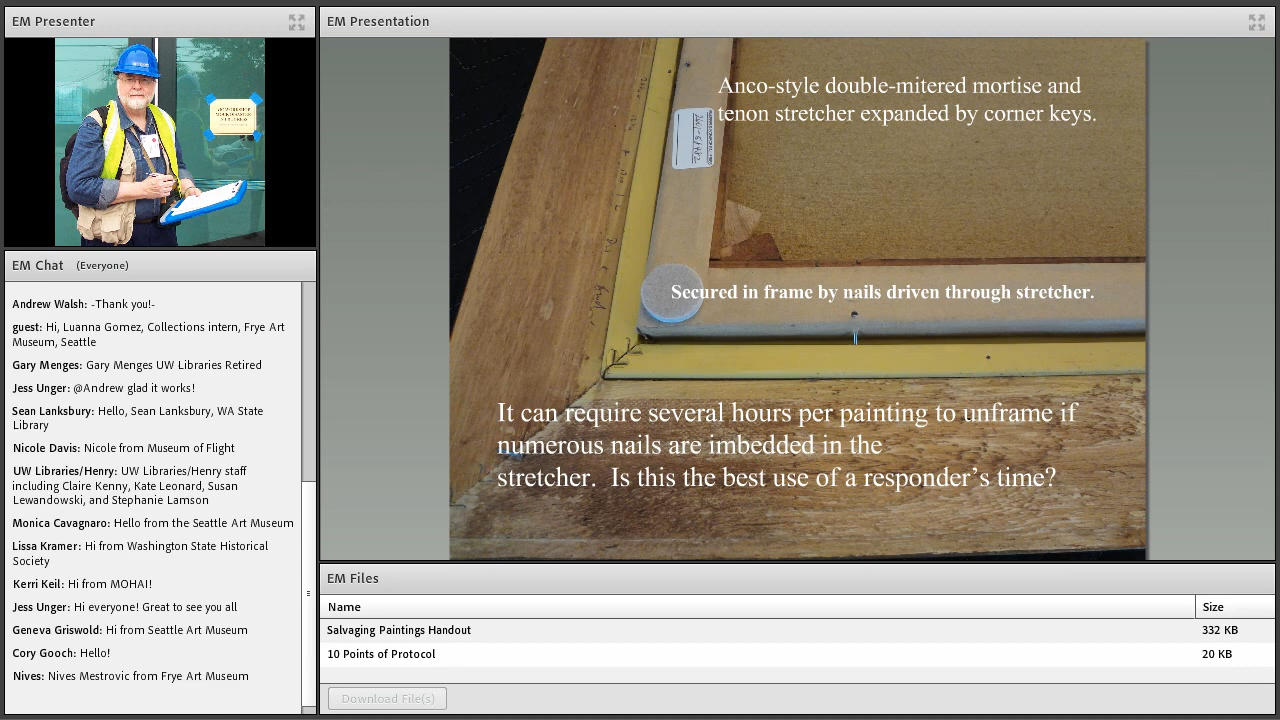 EM Presenter
EM Chat (Everyone)
Andrew Walsh: -Thank you!-
guest: Hi, Luanna Gomez, Collections intern, Frye Art
Museum, Seattle
Gary Menges: Gary Menges UW Libraries Retired
Jess Unger: @Andrew glad it works!
Sean Lanksbury: Hello, Sean Lanksbury, WA State
Library
Nicole Davis: Nicole from Museum of Flight
UW Libraries/Henry: UW Libraries/Henry staff
including Claire Kenny, Kate Leonard, Susan
Lewandowski, and Stephanie Lamson
Monica Cavagnaro: Hello from the Seattle Art Museum
Lissa Kramer: Hi from Washington State Historical
Society
Kerri Keil: Hi from MOHAI!
Jess Unger: Hi everyone! Great to see you all
Geneva Griswold: Hi from Seattle Art Museum
Cory Gooch: Hello!
Nives: Nives Mestrovic from Frye Art Museum
EM Presentation
Anco-style double-mitered mortise and
tenon stretcher expanded by corner keys.
Secured in frame by nails driven through stretcher.
It can require several hours per painting to unframe if
numerous nails are imbedded in the
stretcher. Is this the best use of a responder’s time?
EM Files
Name Size
Salvaging Paintings Handout 332 KB
10 Points of Protocol 20 KB
Download File(s)